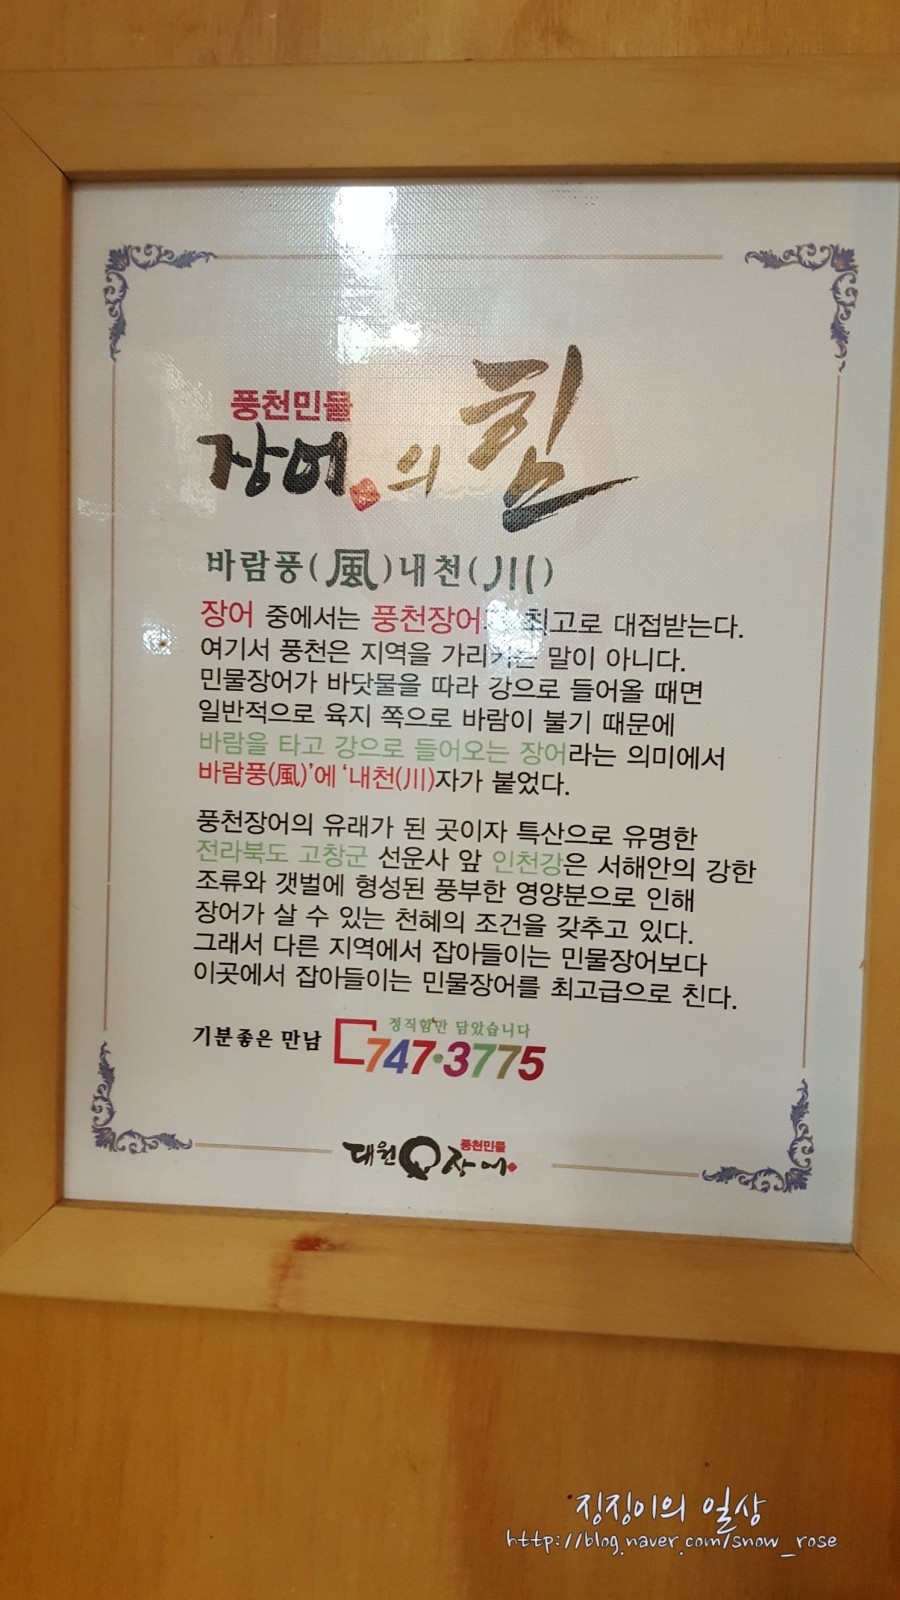 풍천민물
장어의 힘
바람풍(風)내천(川)
장어 중에서는 풍천장어가 최고로 대접받는다.
여기서 풍천은 지역을 가리키는 말이 아니다.
민물장어가 바닷물을 따라 강으로 들어올 때면
일반적으로 육지 쪽으로 바람이 불기 때문에
바람을 타고 강으로 들어오는 장어라는 의미에서
바람풍(風)'에 '내천(川)자가 붙었다.
풍천장어의 유래가 된 곳이자 특산으로 유명한
전라북도 고창군 선운사 앞 인천강은 서해안의 강한
조류와 갯벌에 형성된 풍부한 영양분으로 인해
장어가 살 수 있는 천혜의 조건을 갖추고 있다.
그래서 다른 지역에서 잡아들이는 민물장어보다
이곳에서 잡아들이는 민물장어를 최고급으로 친다.
정직함만 담았습니다
기분좋은 만남 747·3775
풍천민물
대원 장어
징징이의 일상
http://blog.naver.com/snow_rose